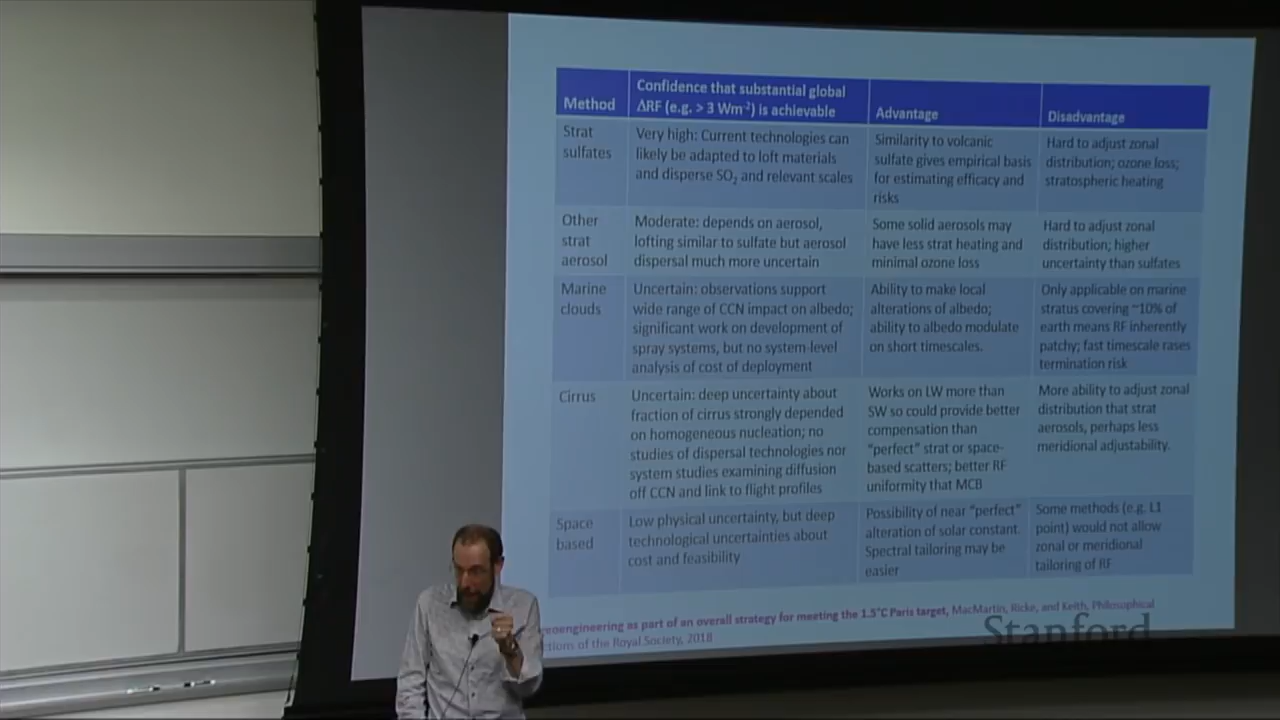 Method
Confidence that substantial global
ΔRF (e.g. > 3 Wm-2) is achievable
Advantage
Disadvantage
Strat
sulfates
Very high: Current technologies can
likely be adapted to loft materials
and disperse SO2 and relevant scales
Similarity to volcanic
sulfate gives empirical basis
for estimating efficacy and
risks
Hard to adjust zonal
distribution; ozone loss;
stratospheric heating
Other
strat
aerosol
Moderate: depends on aerosol,
lofting similar to sulfate but aerosol
dispersal much more uncertain
Some solid aerosols may
have less strat heating and
minimal ozone loss
Hard to adjust zonal
distribution; higher
uncertainty than sulfates
Marine
clouds
Uncertain: observations support
wide range of CCN impact on albedo;
significant work on development of
spray systems, but no system-level
analysis of cost of deployment
Ability to make local
alterations of albedo;
ability to albedo modulate
on short timescales.
Only applicable on marine
stratus covering ~10% of
earth means RF inherently
patchy; fast timescale rases
termination risk
Cirrus
Uncertain: deep uncertainty about
fraction of cirrus strongly depended
on homogeneous nucleation; no
studies of dispersal technologies nor
system studies examining diffusion
off CCN and link to flight profiles
Works on LW more than
SW so could provide better
compensation than
"perfect" strat or space-
based scatters; better RF
uniformity that MCB
More ability to adjust zonal
distribution that strat
aerosols, perhaps less
meridional adjustability.
Space
based
Low physical uncertainty, but deep
technological uncertainties about
cost and feasibility
Possibility of near "perfect"
alteration of solar constant.
Spectral tailoring may be
easier
Some methods (e.g. L1
point) would not allow
zonal or meridional
tailoring of RF
eoengineering as part of an overall strategy for meeting the 1.5°C Paris target, MacMartin, Ricke, and Keith, Philosophical
ctions of the Royal Society, 2018
Stanford